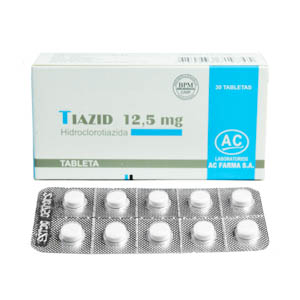 BPM
30 TABLETAS
TIAZID 12,5 mg
Hidroclorotiazida
TABLETA
AC
LABORATORIOS
AC FARMA S.A.